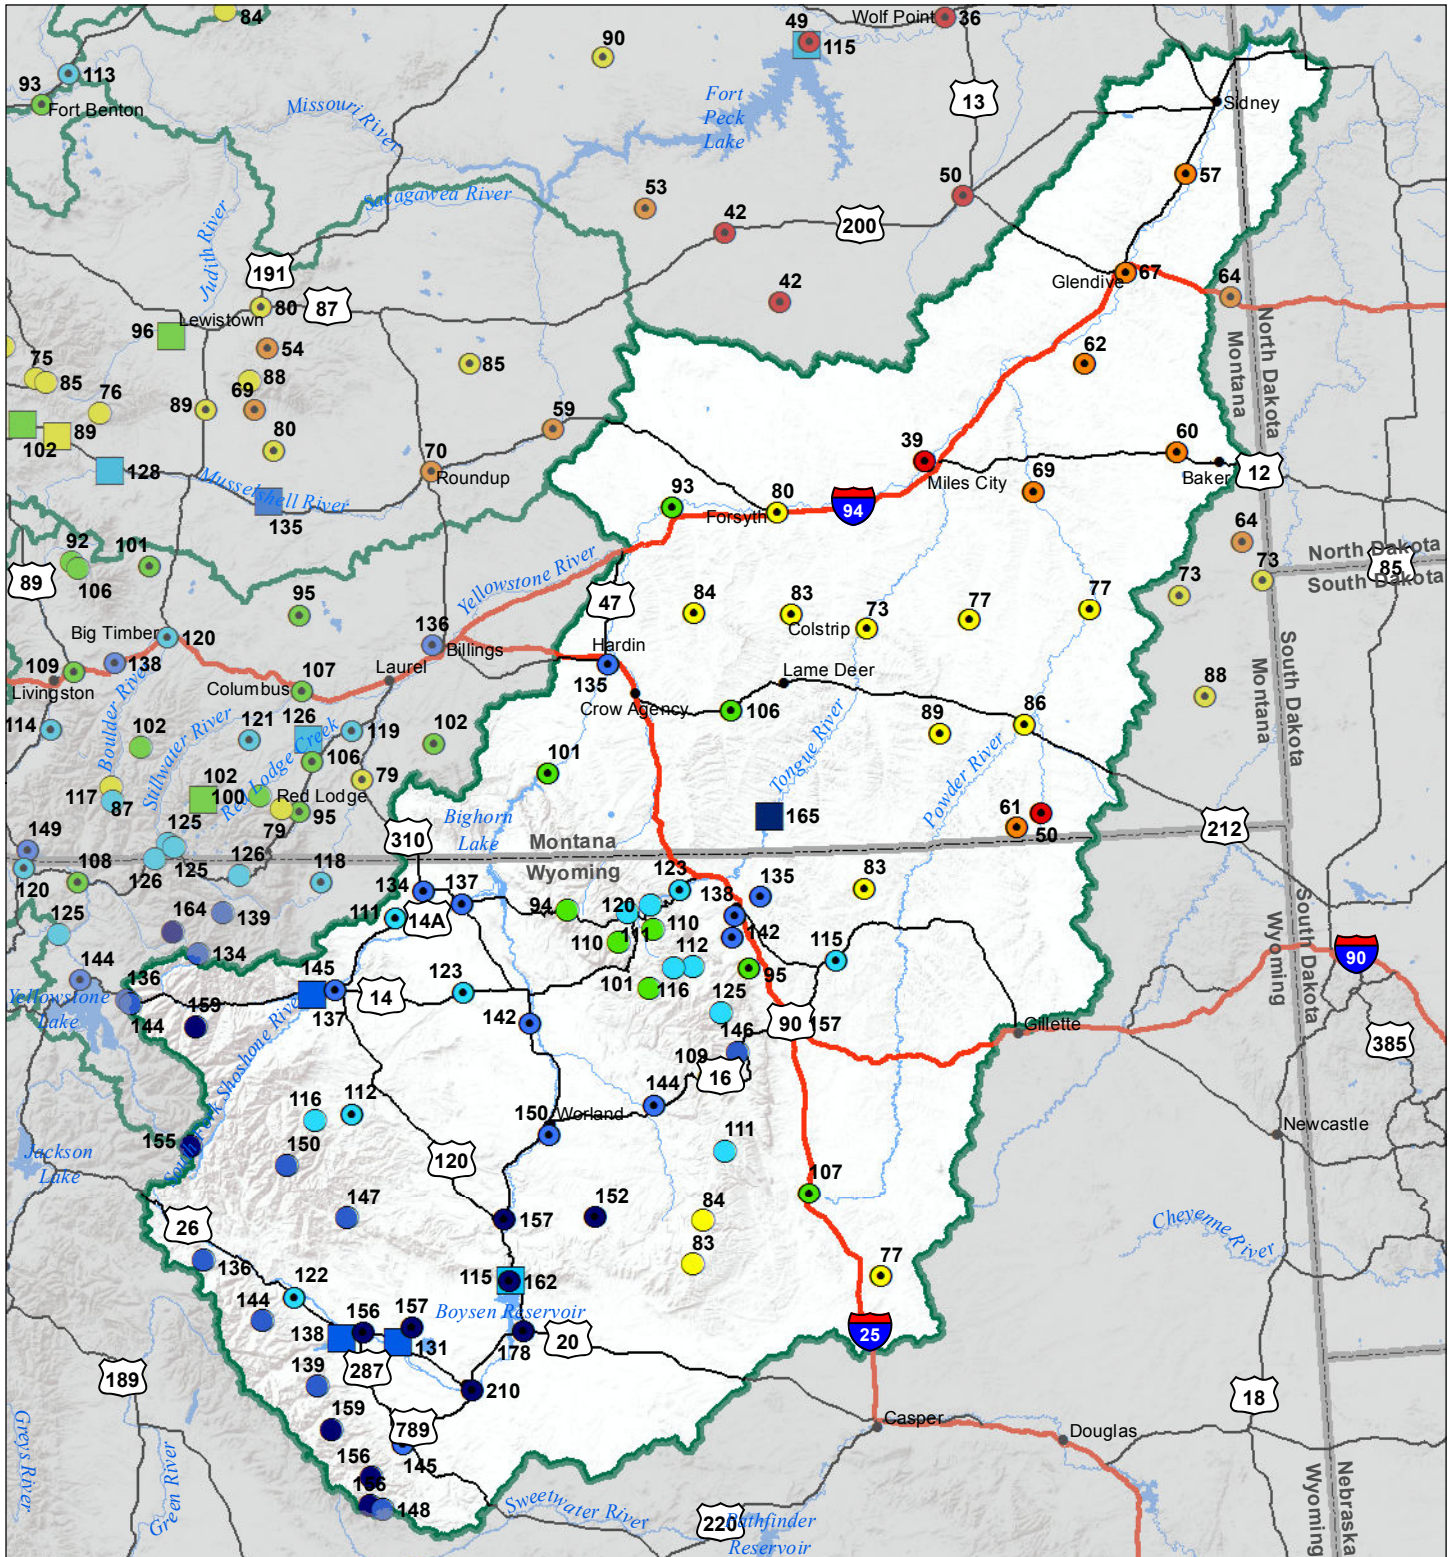 84
49
Wolf Point
36
90
115
113
93
Fort Benton
Missouri River
Fort
Peck
Lake
13
Sidney
57
Sacagawea River
53
50
42
200
Judith River
191
67
Glendive
64
42
80
87
Lewistown
96
54
62
North Dakota
Montana
75
85
88
85
76
69
89
59
80
102
89
128
70
Roundup
39
60
Miles City
Baker
12
69
93
80
Forsyth
94
Musselshell River
135
64
92
101
106
89
Yellowstone River
North Dakota
South Dakota
85
73
73
95
47
84
83
73
Colstrip
77
77
Big Timber
120
136
Billings
Hardin
135
138
109
Livingston
Laurel
Columbus
107
Lame Deer
Crow Agency
106
88
South Dakota
Montana
Boulder River
Stillwater River
114
102
121
126
119
102
89
86
Tongue River
Powder River
106
Red Lodge Creek
101
79
117
87
102
100
Red Lodge
95
Bighorn
Lake
165
61
50
212
149
125
79
310
Montana
Wyoming
120
108
126
125
126
118
134
137
123
138
135
83
164
139
111
14A
94
120
110
111
110
142
125
134
112
115
South Dakota
Wyoming
90
144
136
145
14
123
101
116
95
Yellowstone
Lake
144
159
137
142
125
90
157
Gillette
146
109
385
South Fork Shoshone River
16
116
112
144
150
Worland
Newcastle
155
150
111
Jackson
Lake
120
107
147
152
84
157
26
Cheyenne River
83
136
77
122
115
162
144
156
157
Boysen Reservoir
25
138
131
178
20
287
189
139
210
18
159
789
Casper
Douglas
Greys River
Green River
156
145
156
148
Sweetwater River
220
Pathfinder
Reservoir
Nebraska
Wyoming